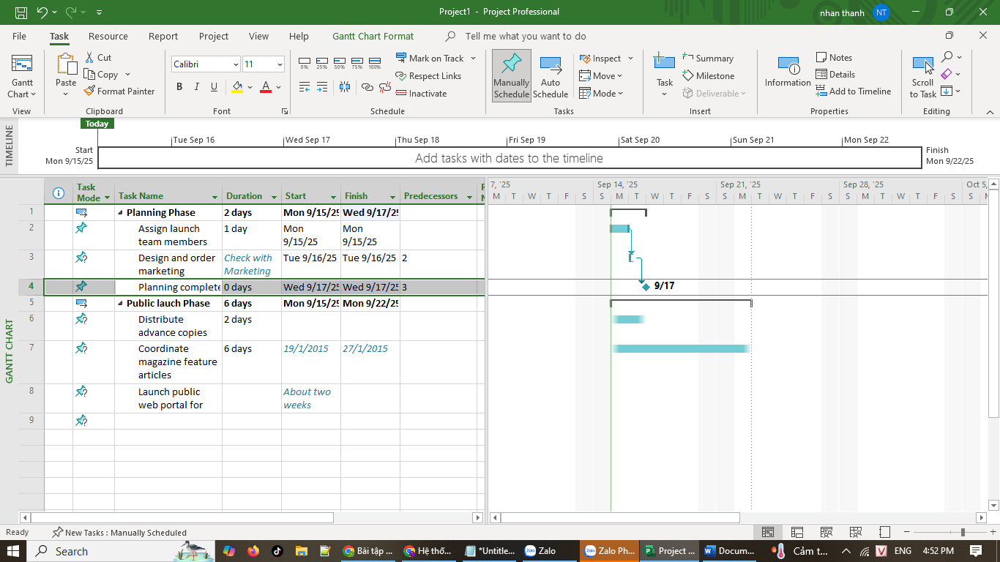 Project1 - Project Professional
nhan thanh NT
File Task Resource Report Project View Help Gantt Chart Format Tell me what you want to do
Gantt
Chart
View
Paste
Cut
Copy
Format Painter
Clipboard
Calibri 11
B I U A
Font
0% 25% 50% 75% 100%
Mark on Track
Respect Links
Inactivate
Schedule
Manually
Schedule
Auto
Schedule
Inspect
Move
Mode
Tasks
Task
Summary
Milestone
Deliverable
Insert
Information
Notes
Details
Add to Timeline
Properties
Scroll
to Task
Editing
TIMELINE
Today
Tue Sep 16 Wed Sep 17 Thu Sep 18 Fri Sep 19 Sat Sep 20 Sun Sep 21 Mon Sep 22
Start
Mon 9/15/25
Add tasks with dates to the timeline
Finish
Mon 9/22/25
GANTT CHART
Task
Mode
Task Name Duration Start Finish Predecessors
7, '25 Sep 14, '25 Sep 21, '25 Sep 28, '25 Oct 5,
M T W T F S S M T W T F S S M T W T F S S M T W T F S S M
1 Planning Phase 2 days Mon 9/15/25 Wed 9/17/25
2 Assign launch
team members
1 day
Mon
9/15/25
Mon
9/15/25
3 Design and order
marketing
Check with
Marketing
Tue 9/16/25 Tue 9/16/25 2
4 Planning complete 0 days Wed 9/17/25 Wed 9/17/25 3
9/17
5 Public lauch Phase 6 days Mon 9/15/25 Mon 9/22/25
6 Distribute
advance copies
2 days
7 Coordinate
magazine feature
articles
6 days 19/1/2015 27/1/2015
8 Launch public
web portal for
About two
weeks
9
Ready New Tasks : Manually Scheduled
Search
Bài tập ...
Hệ thố...
*Untitle...
Zalo
Zalo Ph...
Project ...
Docum...
Cảm t...
ENG 4:52 PM